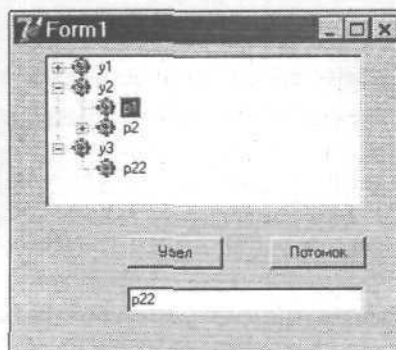 Form1
y1
y2
p1
p2
y3
p22
Узел
Потомок
p22